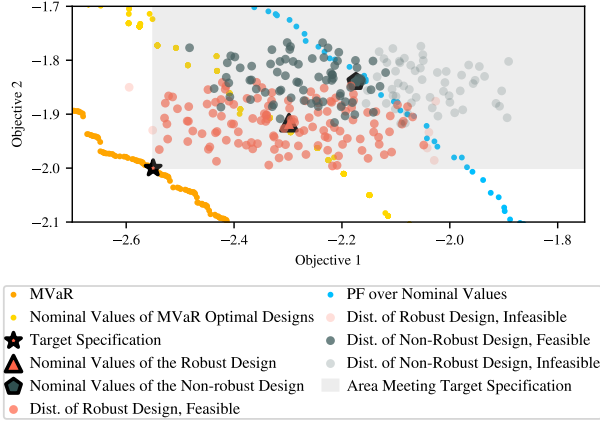 −1.7
−1.8
−1.9
−2.0
−2.1
Objective 2
−2.6
−2.4
−2.2
−2.0
−1.8
Objective 1
MVaR
Nominal Values of MVaR Optimal Designs
Target Specification
Nominal Values of the Robust Design
Nominal Values of the Non-robust Design
Dist. of Robust Design, Feasible
PF over Nominal Values
Dist. of Robust Design, Infeasible
Dist. of Non-Robust Design, Feasible
Dist. of Non-Robust Design, Infeasible
Area Meeting Target Specification